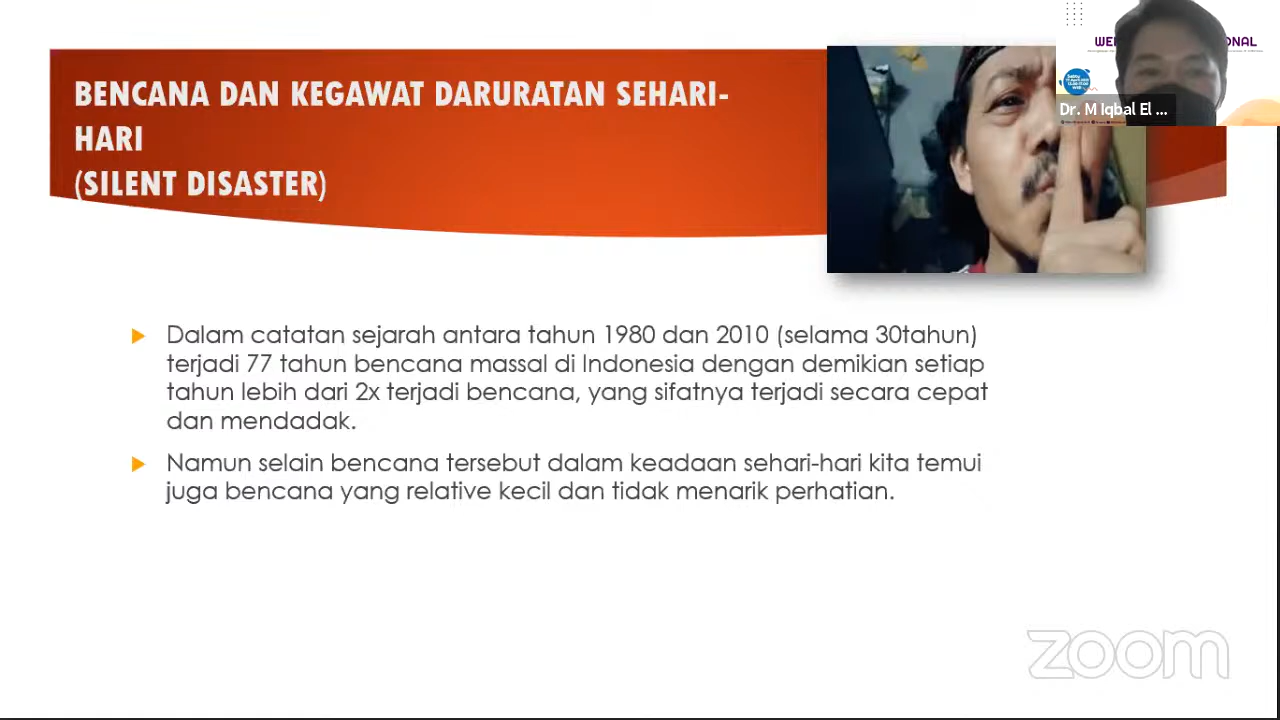 BENCANA DAN KEGAWAT DARURATAN SEHARI-
HARI
(SILENT DISASTER)
Dr. M Iqbal El ...
Dalam catatan sejarah antara tahun 1980 dan 2010 (selama 30tahun)
terjadi 77 tahun bencana massal di Indonesia dengan demikian setiap
tahun lebih dari 2x terjadi bencana, yang sifatnya terjadi secara cepat
dan mendadak.
Namun selain bencana tersebut dalam keadaan sehari-hari kita temui
juga bencana yang relative kecil dan tidak menarik perhatian.
zoom